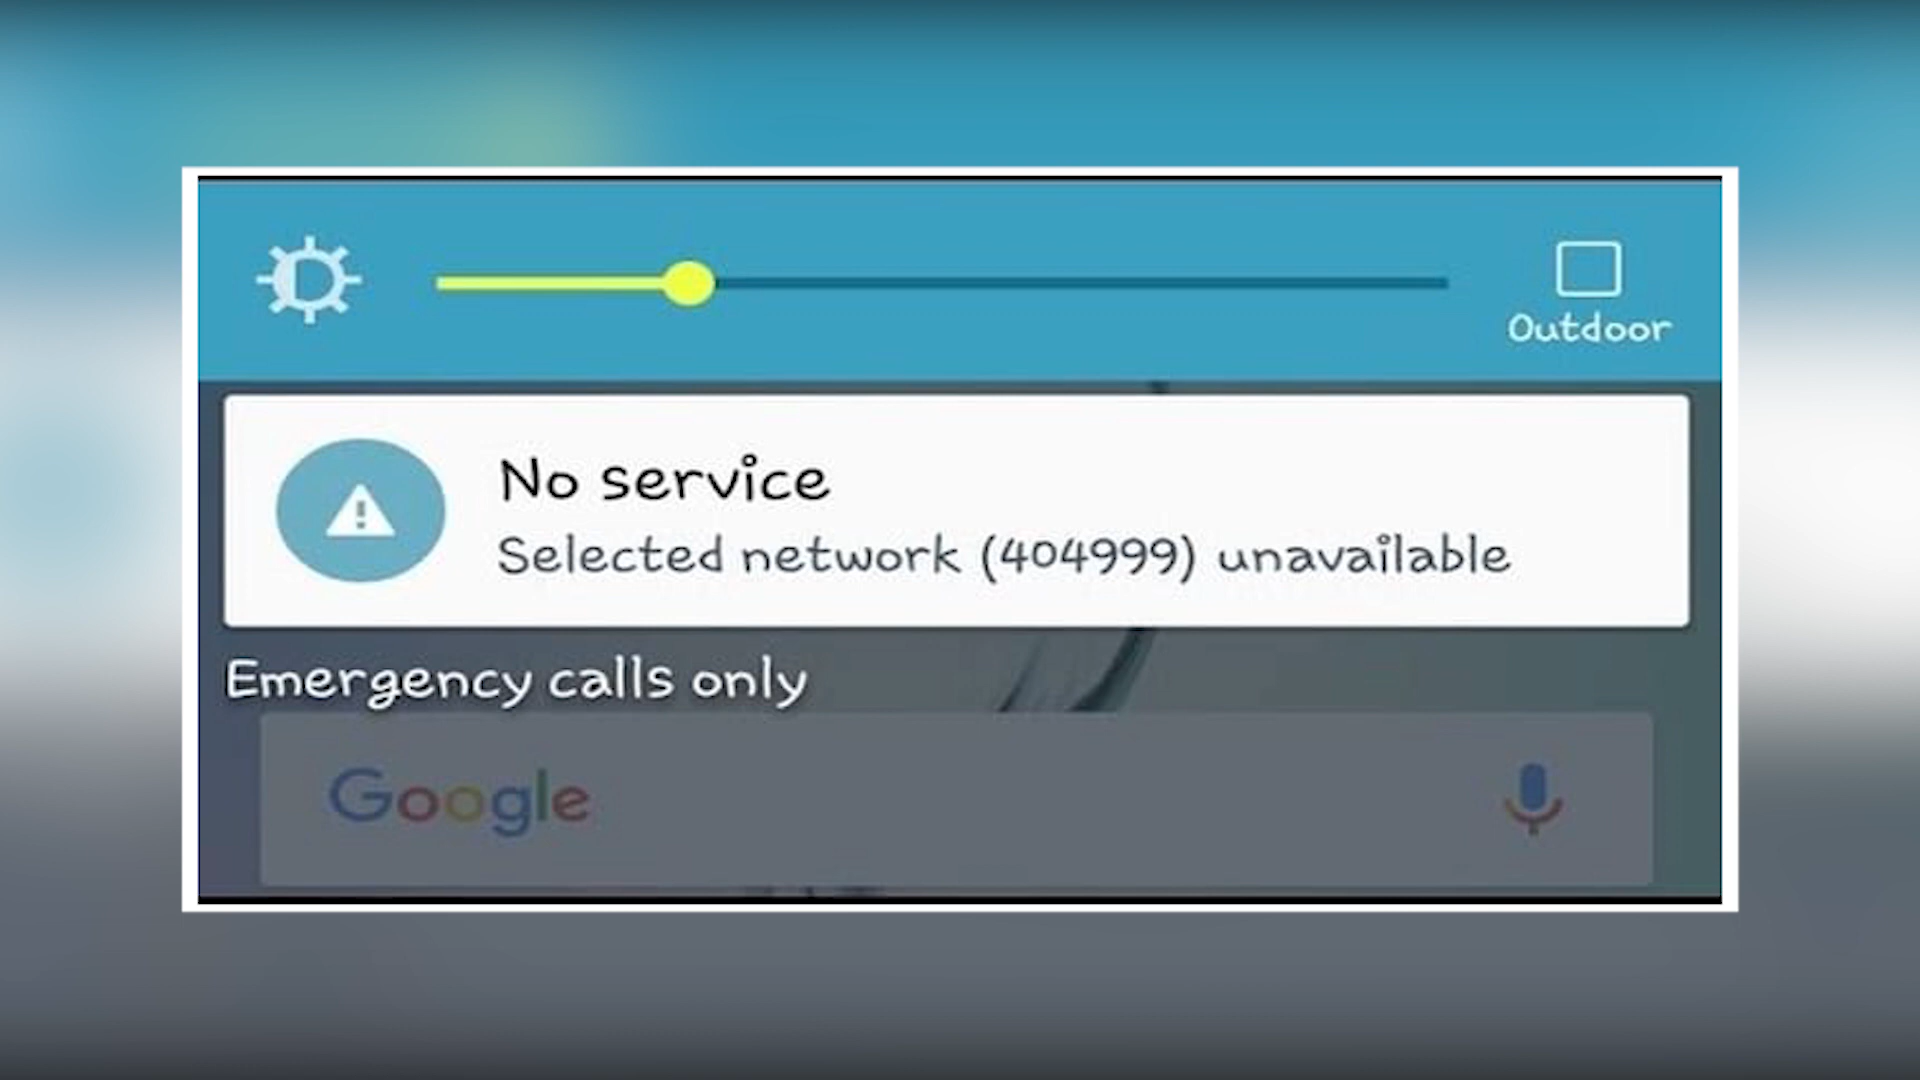 Outdoor
No service
Selected network (404999) unavailable
Emergency calls only
Google